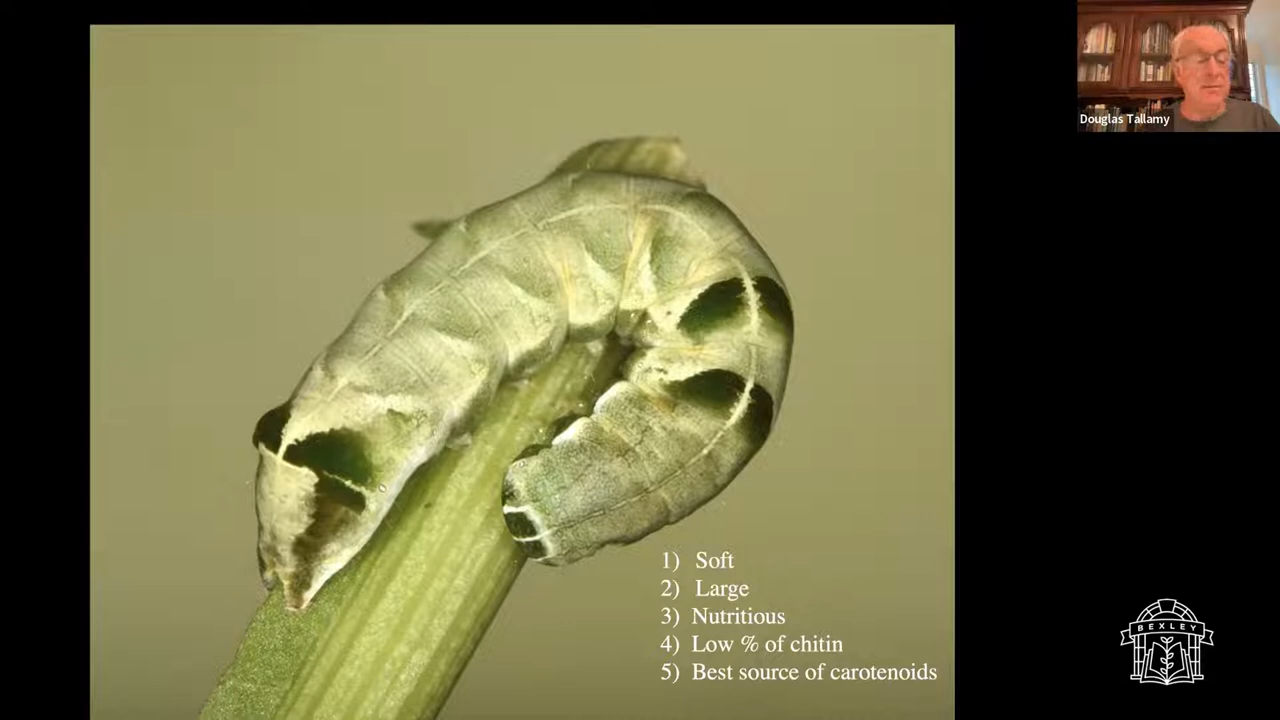 Douglas Tallamy
1) Soft
2) Large
3) Nutritious
4) Low % of chitin
5) Best source of carotenoids
BEXLEY